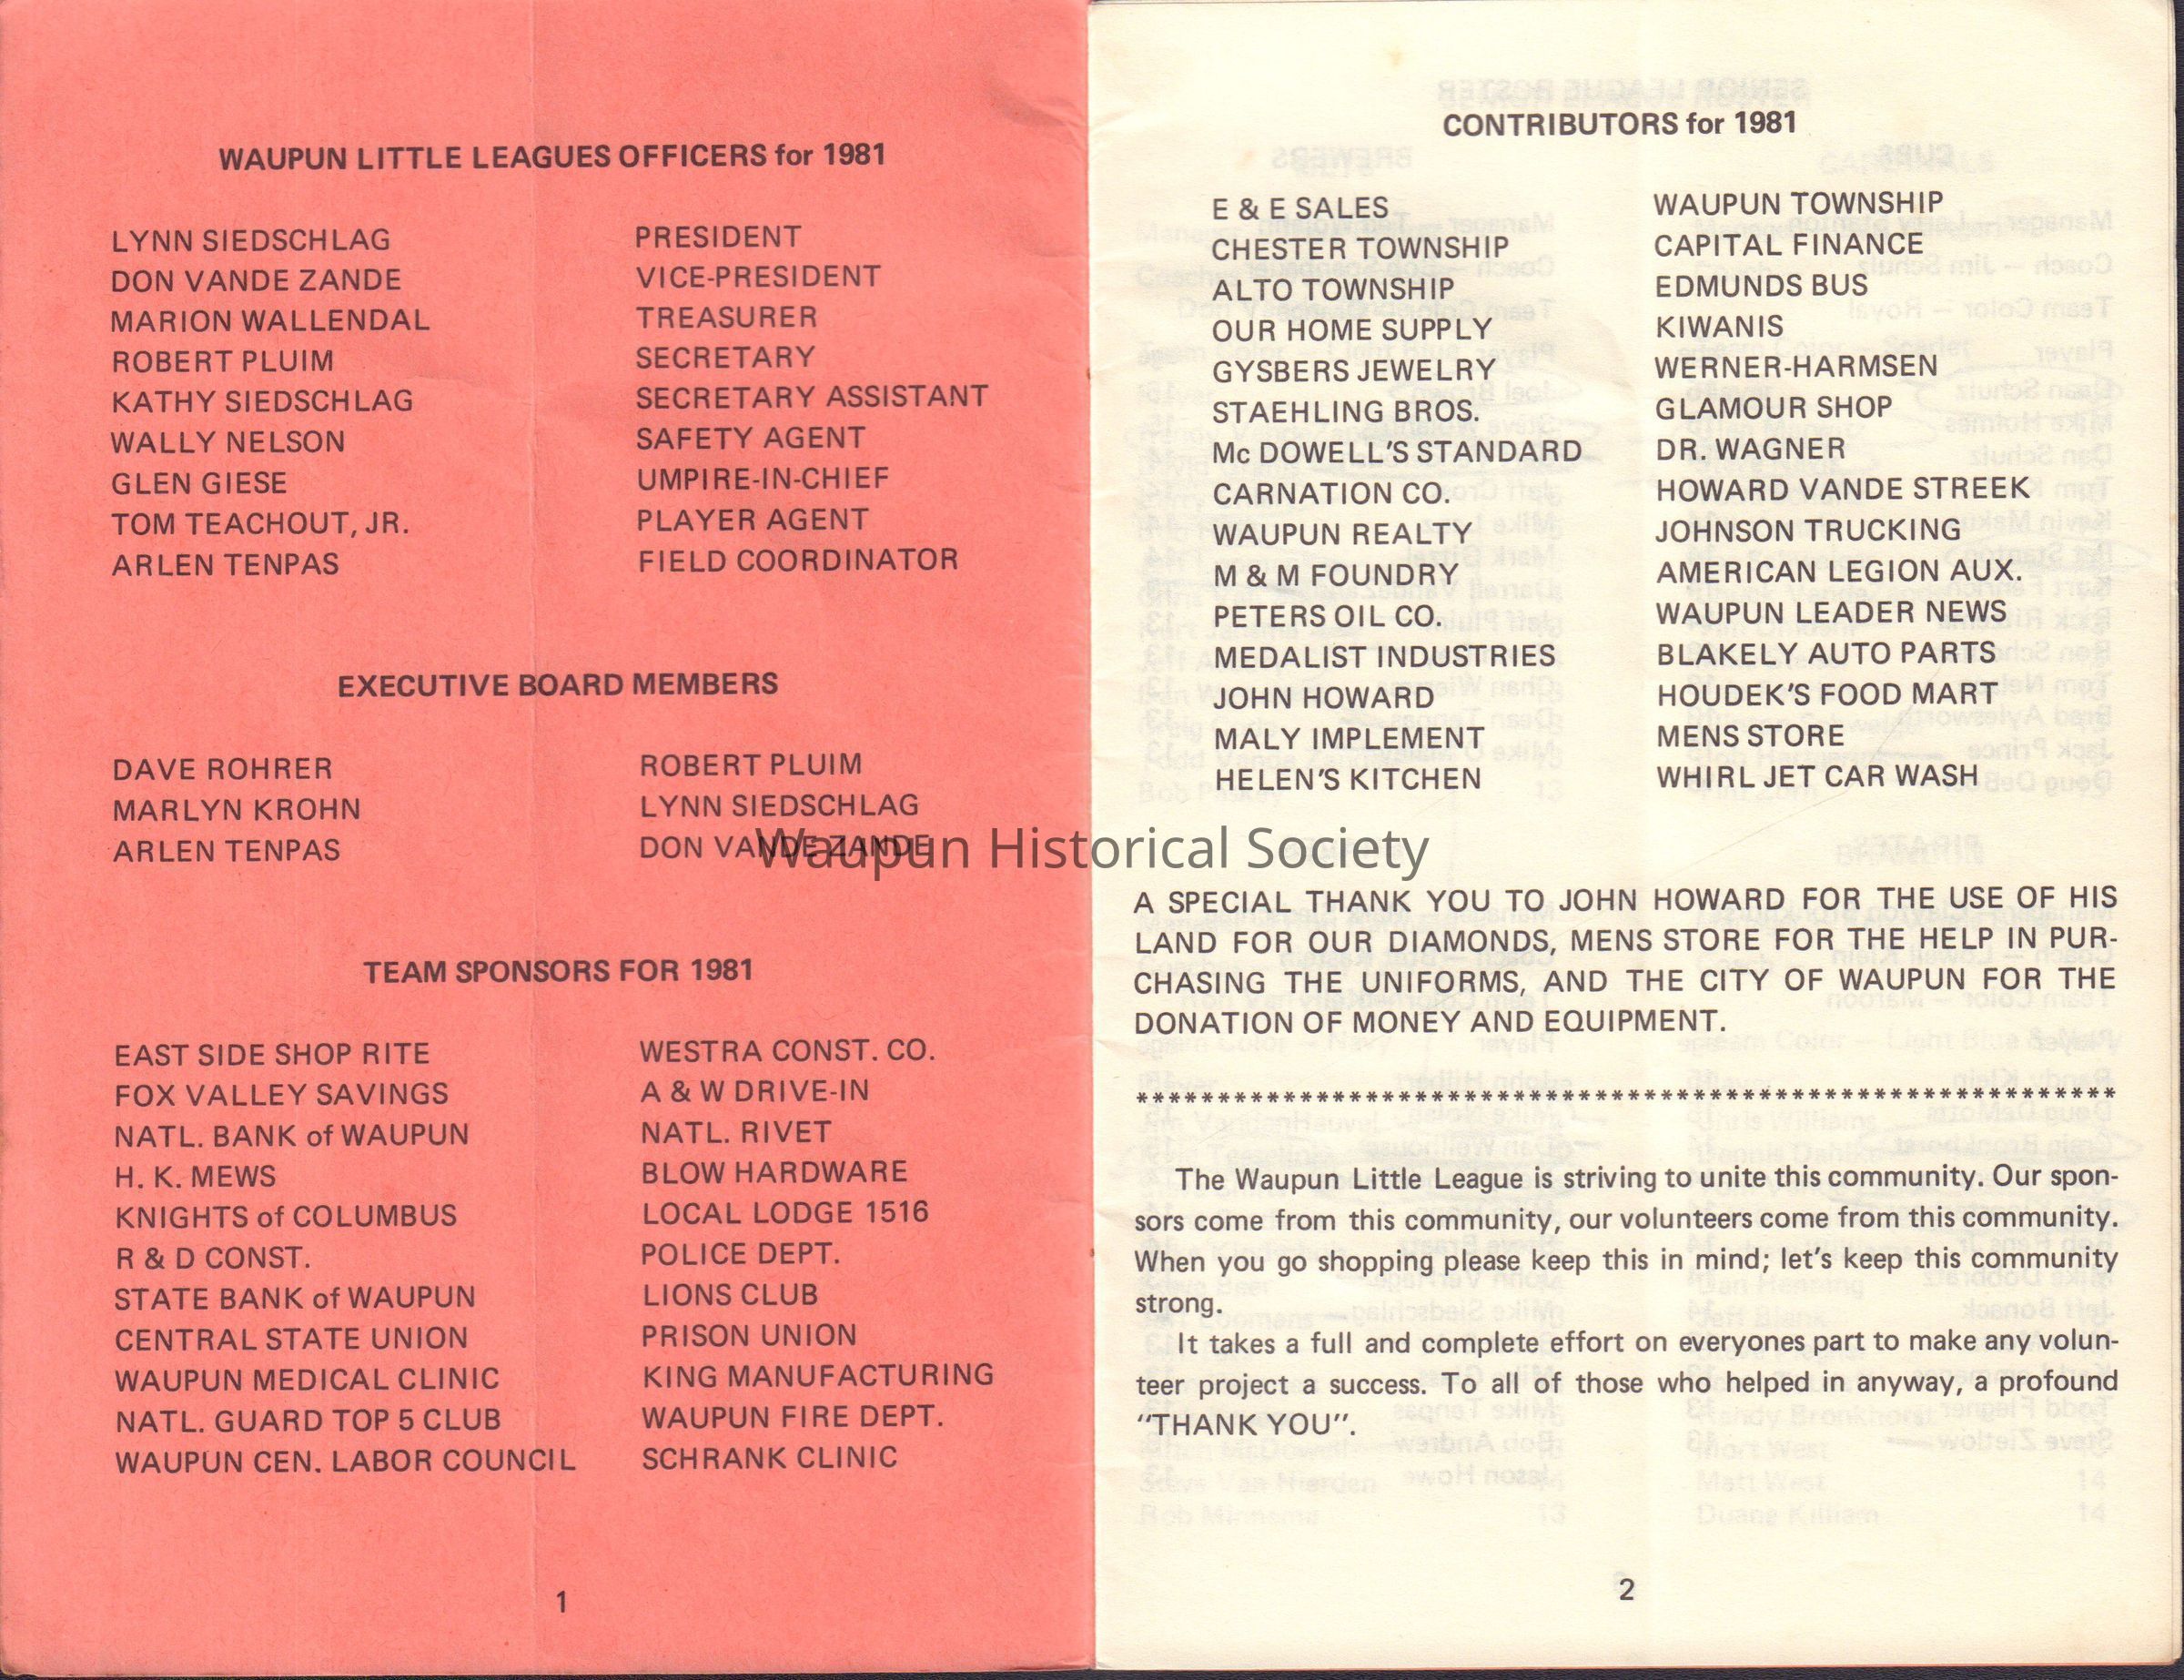 WAUPUN LITTLE LEAGUES OFFICERS for 1981
LYNN SIEDSCHLAG PRESIDENT
DON VANDE ZANDE VICE-PRESIDENT
MARION WALLENDAL TREASURER
ROBERT PLUIM SECRETARY
KATHY SIEDSCHLAG SECRETARY ASSISTANT
WALLY NELSON SAFETY AGENT
GLEN GIESE UMPIRE-IN-CHIEF
TOM TEACHOUT, JR. PLAYER AGENT
ARLEN TENPAS FIELD COORDINATOR
EXECUTIVE BOARD MEMBERS
DAVE ROHRER ROBERT PLUIM
MARLYN KROHN LYNN SIEDSCHLAG
ARLEN TENPAS DON VANDE ZANDE
TEAM SPONSORS FOR 1981
EAST SIDE SHOP RITE WESTRA CONST. CO.
FOX VALLEY SAVINGS A & W DRIVE-IN
NATL. BANK of WAUPUN NATL. RIVET
H. K. MEWS BLOW HARDWARE
KNIGHTS of COLUMBUS LOCAL LODGE 1516
R & D CONST. POLICE DEPT.
STATE BANK of WAUPUN LIONS CLUB
CENTRAL STATE UNION PRISON UNION
WAUPUN MEDICAL CLINIC KING MANUFACTURING
NATL. GUARD TOP 5 CLUB WAUPUN FIRE DEPT.
WAUPUN CEN. LABOR COUNCIL SCHRANK CLINIC
1
Waupun Historical Society
CONTRIBUTORS for 1981
E & E SALES WAUPUN TOWNSHIP
CHESTER TOWNSHIP CAPITAL FINANCE
ALTO TOWNSHIP EDMUNDS BUS
OUR HOME SUPPLY KIWANIS
GYSBERS JEWELRY WERNER-HARMSEN
STAEHLING BROS. GLAMOUR SHOP
Mc DOWELL'S STANDARD DR. WAGNER
CARNATION CO. HOWARD VANDE STREEK
WAUPUN REALTY JOHNSON TRUCKING
M & M FOUNDRY AMERICAN LEGION AUX.
PETERS OIL CO. WAUPUN LEADER NEWS
MEDALIST INDUSTRIES BLAKELY AUTO PARTS
JOHN HOWARD HOUDEK'S FOOD MART
MALY IMPLEMENT MENS STORE
HELEN'S KITCHEN WHIRL JET CAR WASH
A SPECIAL THANK YOU TO JOHN HOWARD FOR THE USE OF HIS
LAND FOR OUR DIAMONDS, MENS STORE FOR THE HELP IN PUR-
CHASING THE UNIFORMS, AND THE CITY OF WAUPUN FOR THE
DONATION OF MONEY AND EQUIPMENT.
************************************************************
The Waupun Little League is striving to unite this community. Our spon-
sors come from this community, our volunteers come from this community.
When you go shopping please keep this in mind; let's keep this community
strong.
It takes a full and complete effort on everyones part to make any volun-
teer project a success. To all of those who helped in anyway, a profound
"THANK YOU".
2